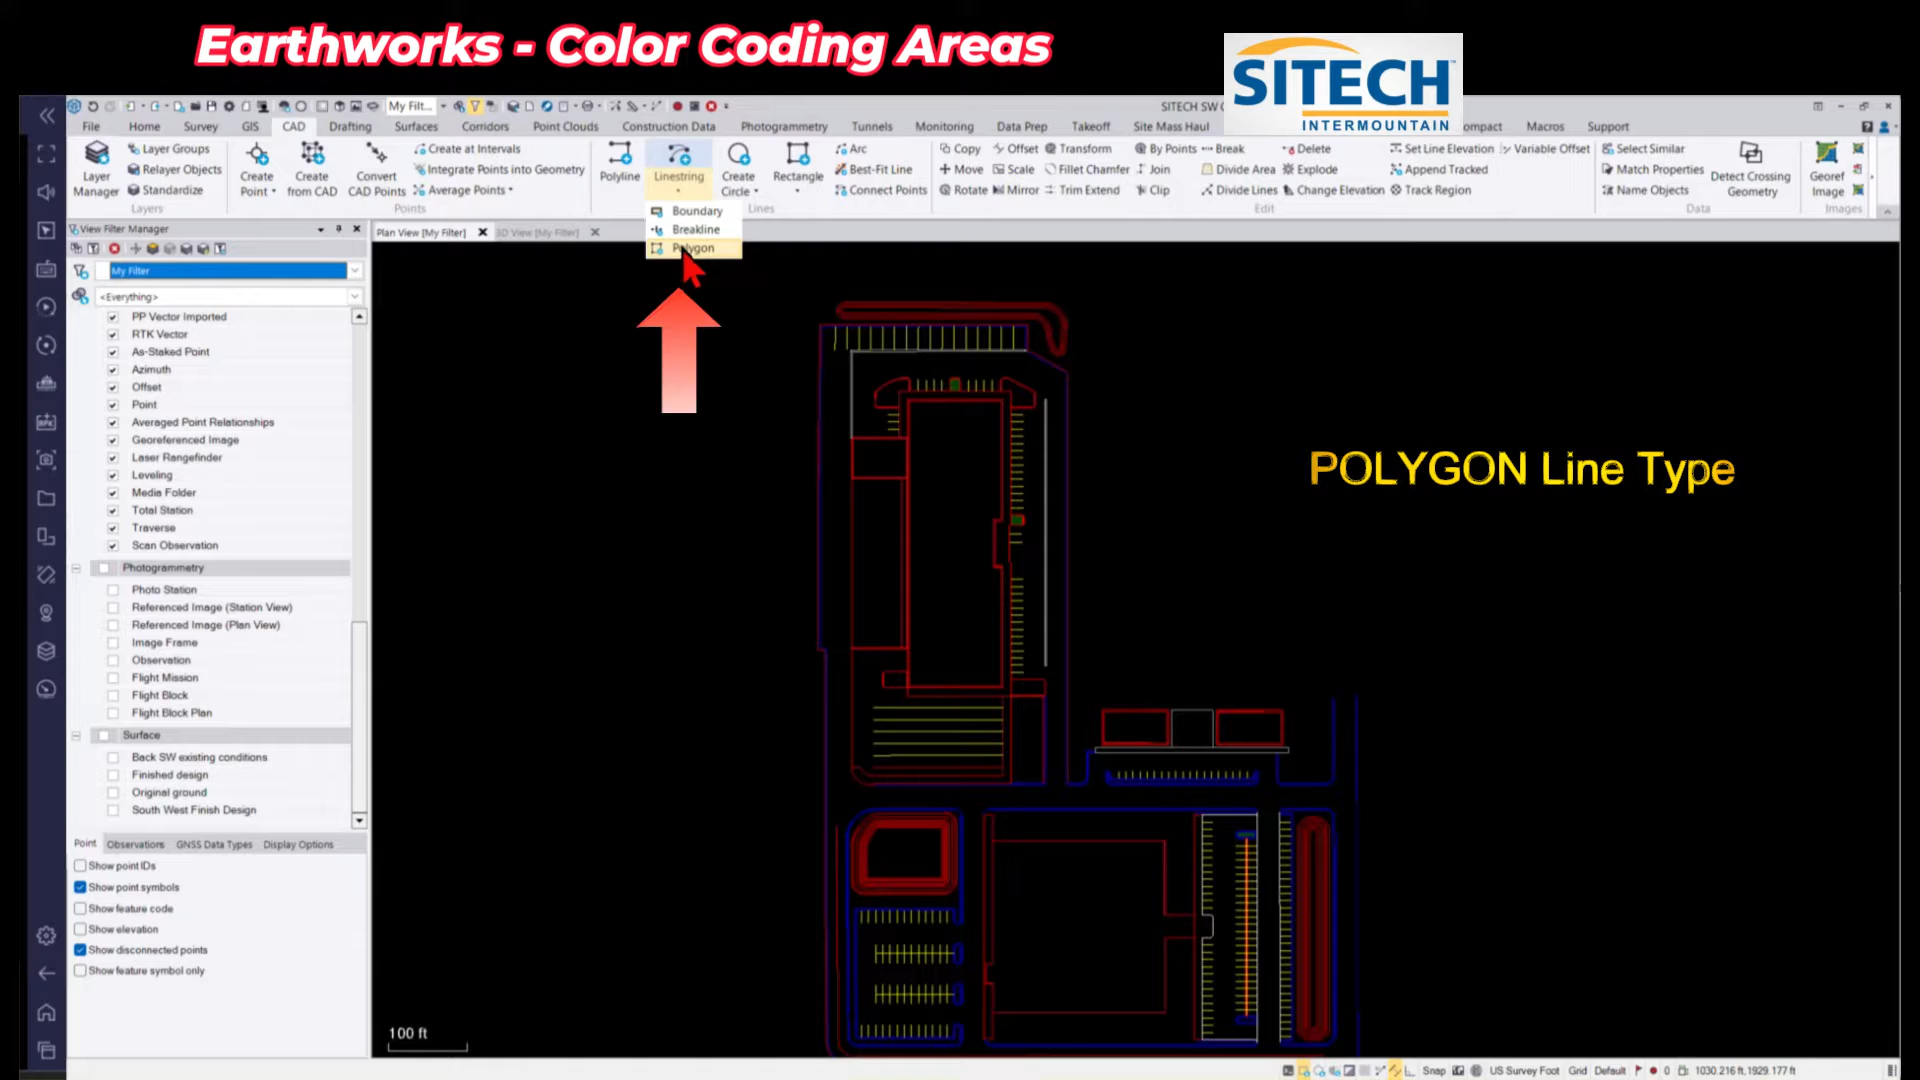 Earthworks - Color Coding Areas
SITECH
INTERMOUNTAIN
My Filt...
SITECH SW
File Home Survey GIS CAD Drafting Surfaces Corridors Point Clouds Construction Data Photogrammetry Tunnels Monitoring Data Prep Takeoff Site Mass Haul Macros Support
Layer Manager
Layer Groups
Relayer Objects
Standardize
Layers
Create Point
Create from CAD
Convert CAD Points
Create at Intervals
Integrate Points into Geometry
Average Points
Points
Polyline
Linestring
Create Circle
Rectangle
Arc
Best-Fit Line
Connect Points
Lines
Copy Offset Transform By Points Break Delete Set Line Elevation Variable Offset
Move Scale Fillet Chamfer Join Divide Area Explode Append Tracked
Rotate Mirror Trim Extend Clip Divide Lines Change Elevation Track Region
Edit
Select Similar
Match Properties
Name Objects
Detect Crossing Geometry
Data
Georef Image
Images
Boundary
Breakline
Polygon
View Filter Manager
Plan View [My Filter]
3D View [My Filter]
My Filter
<Everything>
PP Vector Imported
RTK Vector
As-Staked Point
Azimuth
Offset
Point
Averaged Point Relationships
Georeferenced Image
Laser Rangefinder
Leveling
Media Folder
Total Station
Traverse
Scan Observation
Photogrammetry
Photo Station
Referenced Image (Station View)
Referenced Image (Plan View)
Image Frame
Observation
Flight Mission
Flight Block
Flight Block Plan
Surface
Back SW existing conditions
Finished design
Original ground
South West Finish Design
Point Observations GNSS Data Types Display Options
Show point IDs
Show point symbols
Show feature code
Show elevation
Show disconnected points
Show feature symbol only
POLYGON Line Type
100 ft
Snap US Survey Foot Grid Default 0 1030.216 ft,1929.177 ft